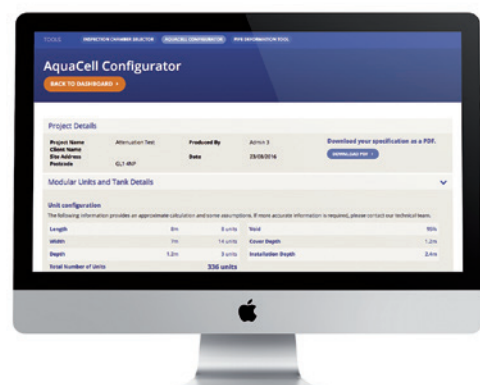 TOOLS INSPECTION CHAMBER SELECTOR AQUACELL CONFIGURATOR PIPE INFORMATION TOOL
AquaCell Configurator
BACK TO DASHBOARD
Project Details
Project Name Attenuation Test Produced By Admin 3 Download your specification as a PDF.
Client Name
Site Address Date 23/09/2016 DOWNLOAD PDF
Postcode GL1 4NP
Modular Units and Tank Details
Unit configuration
The following information provides an approximate calculation and some assumptions. If more accurate information is required, please contact our technical team.
Length 8m 8 units Void 95%
Width 7m 14 units Cover Depth 1.2m
Depth 1.2m 3 units Installation Depth 2.4m
Total Number of Units 336 units